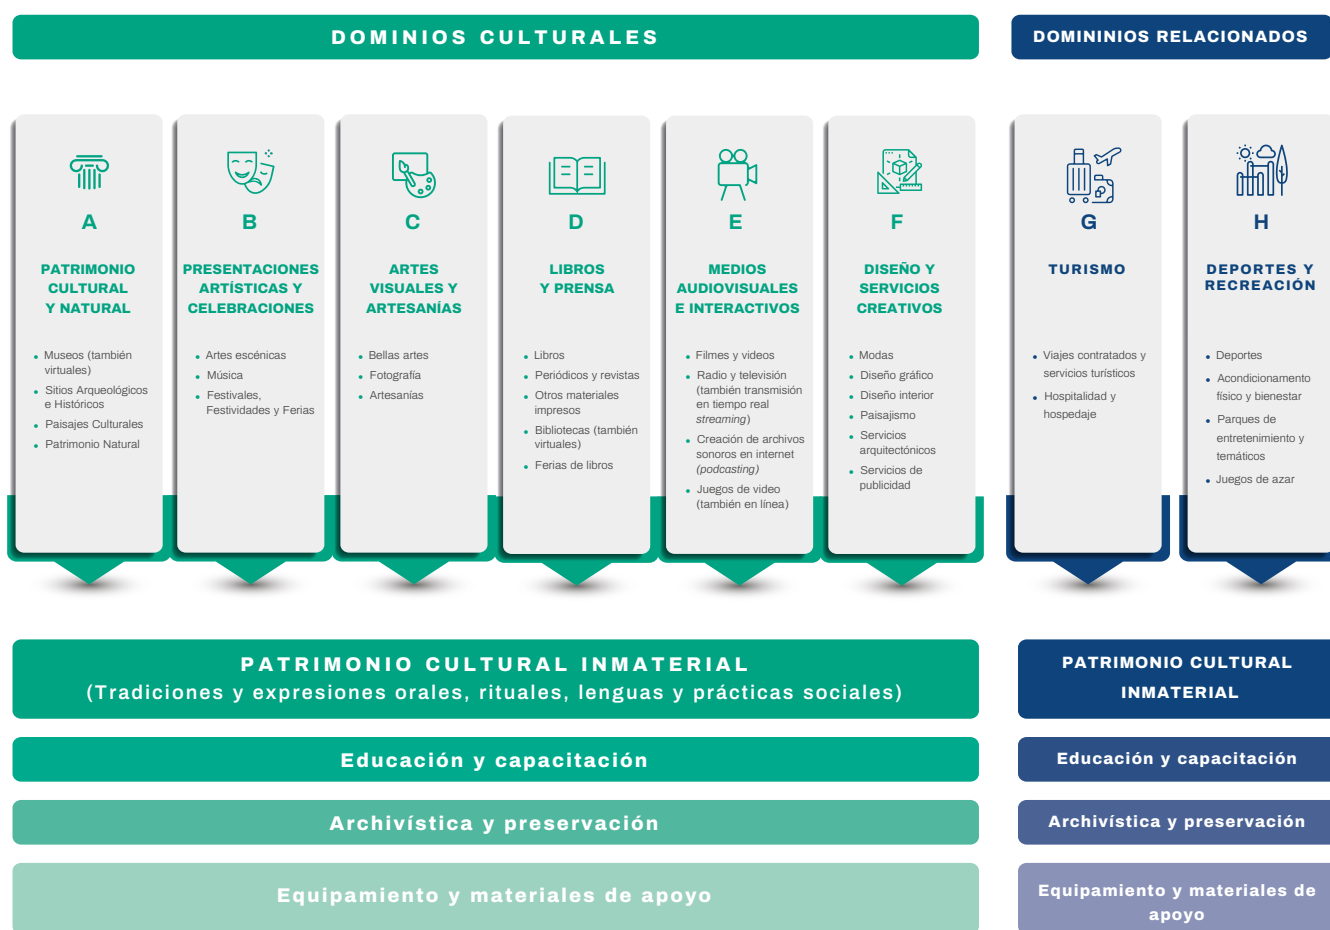 DOMINIOS CULTURALES
DOMININIOS RELACIONADOS
A
PATRIMONIO
CULTURAL
Y NATURAL
• Museos (también
virtuales)
• Sitios Arqueológicos
e Históricos
• Paisajes Culturales
• Patrimonio Natural
B
PRESENTACIONES
ARTÍSTICAS Y
CELEBRACIONES
• Artes escénicas
• Música
• Festivales,
Festividades y Ferias
C
ARTES
VISUALES Y
ARTESANÍAS
• Bellas artes
• Fotografía
• Artesanías
D
LIBROS
Y PRENSA
• Libros
• Periódicos y revistas
• Otros materiales
impresos
• Bibliotecas (también
virtuales)
• Ferias de libros
E
MEDIOS
AUDIOVISUALES
E INTERACTIVOS
• Filmes y videos
• Radio y televisión
(también transmisión
en tiempo real
streaming)
• Creación de archivos
sonoros en internet
(podcasting)
• Juegos de video
(también en línea)
F
DISEÑO Y
SERVICIOS
CREATIVOS
• Modas
• Diseño gráfico
• Diseño interior
• Paisajismo
• Servicios
arquitectónicos
• Servicios de
publicidad
G
TURISMO
• Viajes contratados y
servicios turísticos
• Hospitalidad y
hospedaje
H
DEPORTES Y
RECREACIÓN
• Deportes
• Acondicionamento
físico y bienestar
• Parques de
entretenimiento y
temáticos
• Juegos de azar
PATRIMONIO CULTURAL INMATERIAL
(Tradiciones y expresiones orales, rituales, lenguas y prácticas sociales)
Educación y capacitación
Archivística y preservación
Equipamiento y materiales de apoyo
PATRIMONIO CULTURAL
INMATERIAL
Educación y capacitación
Archivística y preservación
Equipamiento y materiales de
apoyo